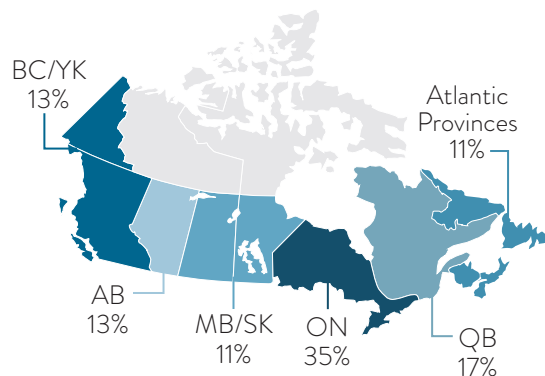 BC/YK
13%
Atlantic
Provinces
11%
AB
13%
MB/SK
11%
ON
35%
QB
17%